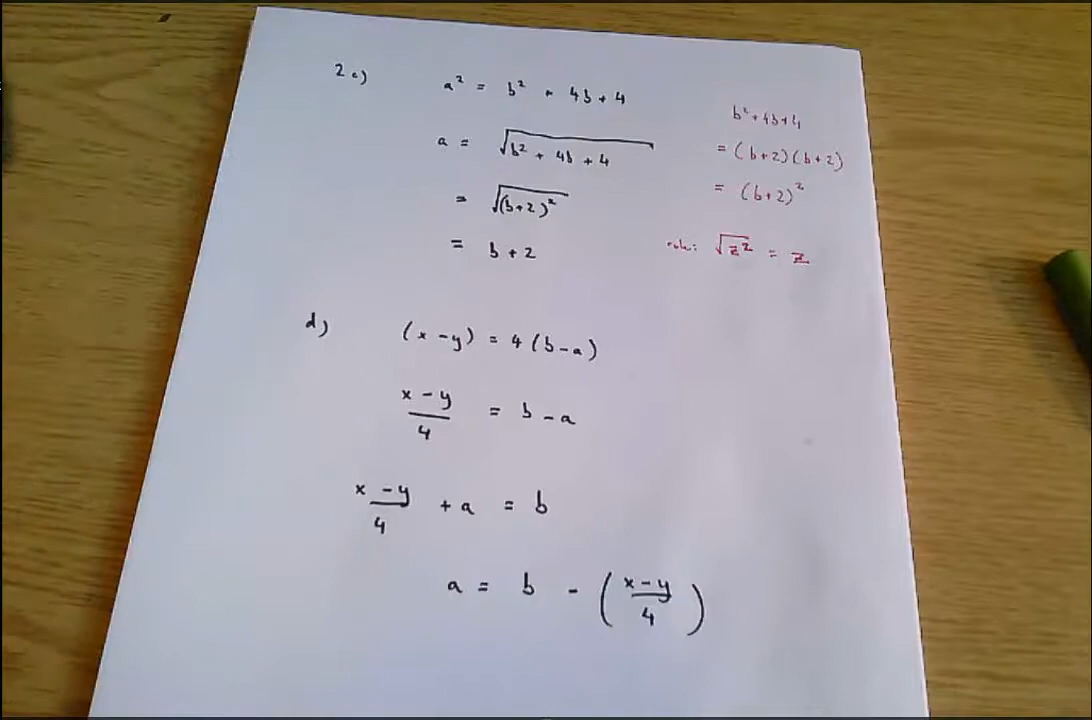 2 c)
a² = b² + 4b + 4
a = √(b² + 4b + 4)
= √(b+2)²
= b + 2
b² + 4b + 4
= (b+2)(b+2)
= (b+2)²
rule: √z² = z
d)
(x - y) = 4 (b - a)
x - y / 4 = b - a
x - y / 4 + a = b
a = b - (x - y / 4)